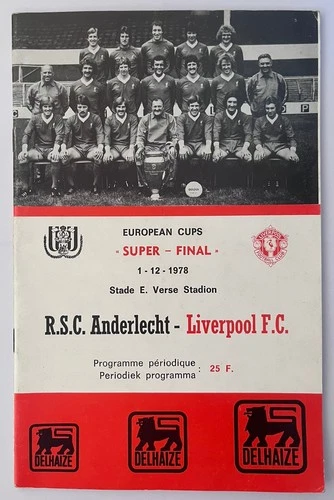 EUROPEAN CUPS
- SUPER - FINAL -
1 - 12 - 1978
Stade E. Verse Stadion
R.S.C. Anderlecht - Liverpool F.C.
Programme périodique
Periodiek programma : 25 F.
DELHAIZE
DELHAIZE
DELHAIZE